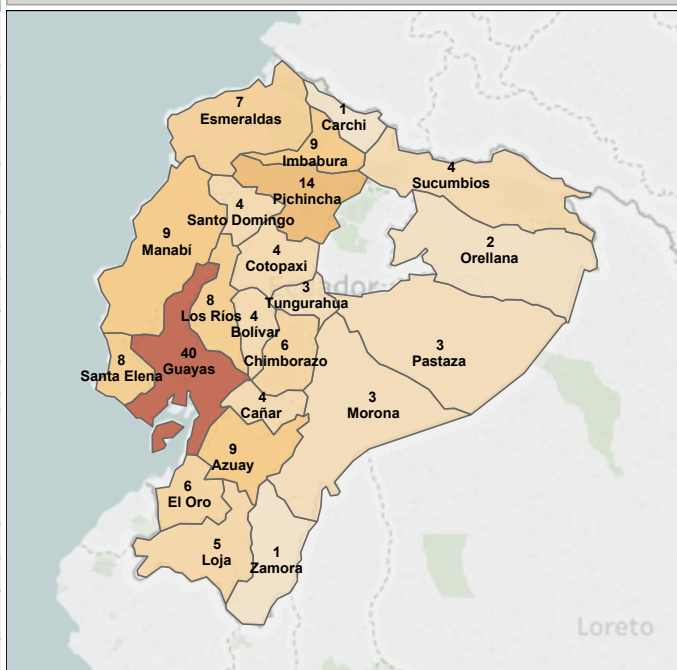 7
Esmeraldas
1
Carchi
9
Imbabura
4
Sucumbios
14
Pichincha
4
Santo Domingo
9
Manabí
2
Orellana
4
Cotopaxi
Ecuador
3
Tungurahua
8
Los Ríos
4
Bolívar
6
Chimborazo
3
Pastaza
8
Santa Elena
40
Guayas
4
Cañar
3
Morona
9
Azuay
6
El Oro
5
Loja
1
Zamora
Loreto